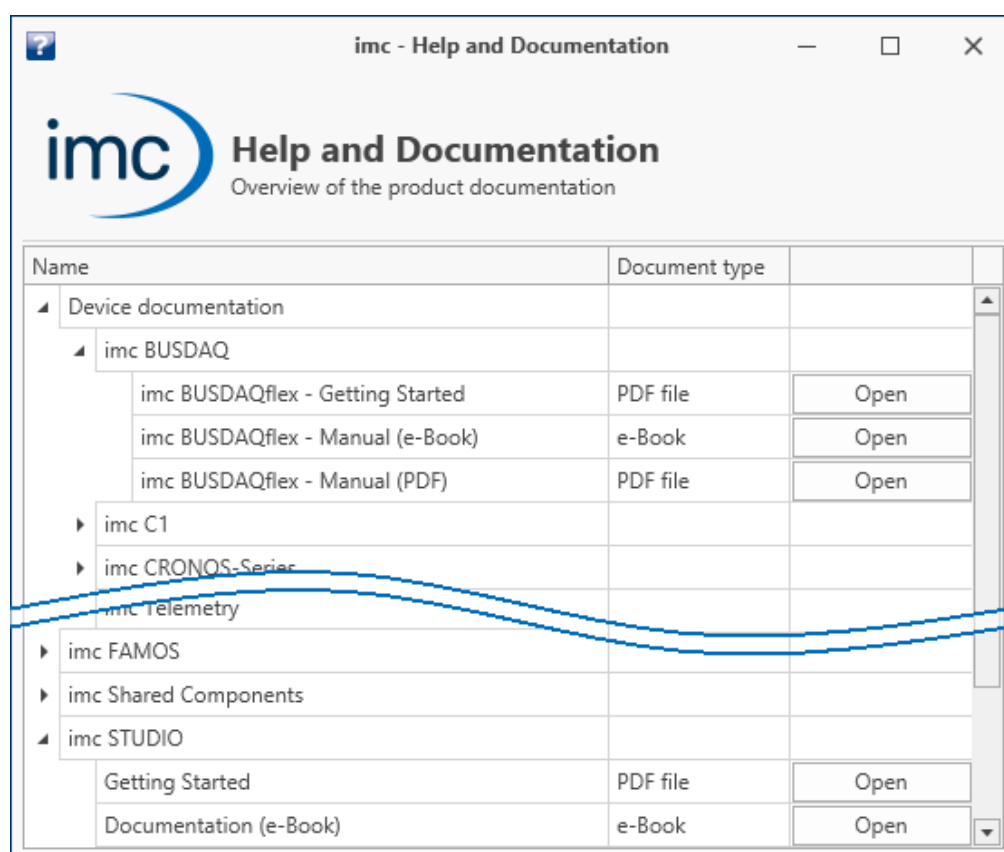 imc - Help and Documentation
imc
Help and Documentation
Overview of the product documentation
Name Document type
Device documentation
imc BUSDAQ
imc BUSDAQflex - Getting Started PDF file Open
imc BUSDAQflex - Manual (e-Book) e-Book Open
imc BUSDAQflex - Manual (PDF) PDF file Open
imc C1
imc CRONOS-Series
imc Telemetry
imc FAMOS
imc Shared Components
imc STUDIO
Getting Started PDF file Open
Documentation (e-Book) e-Book Open